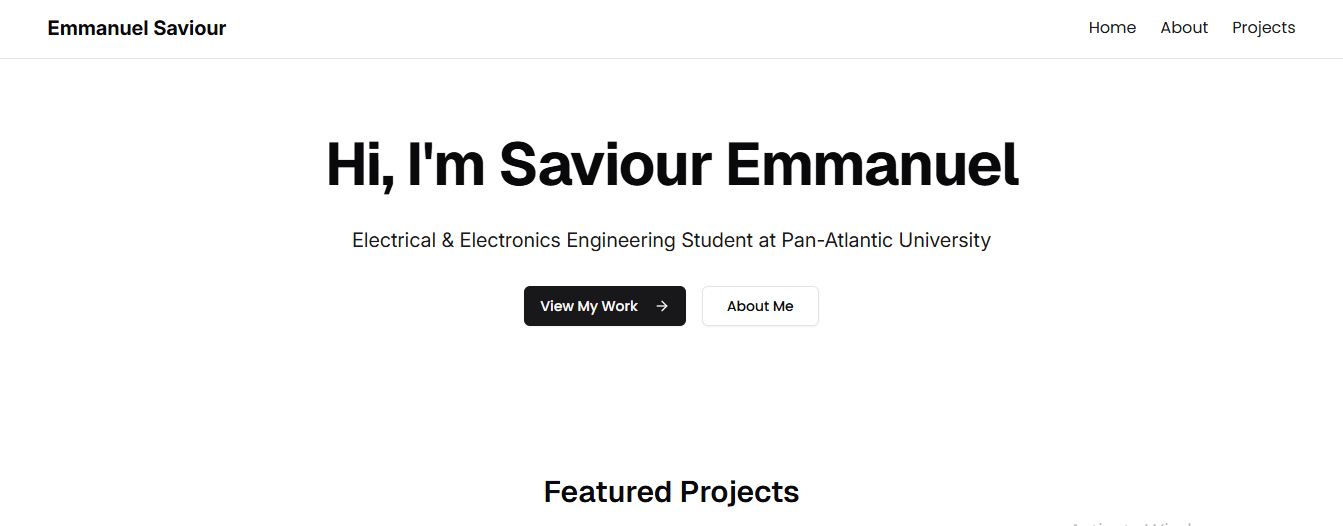 Emmanuel Saviour
Home About Projects
Hi, I'm Saviour Emmanuel
Electrical & Electronics Engineering Student at Pan-Atlantic University
View My Work →
About Me
Featured Projects